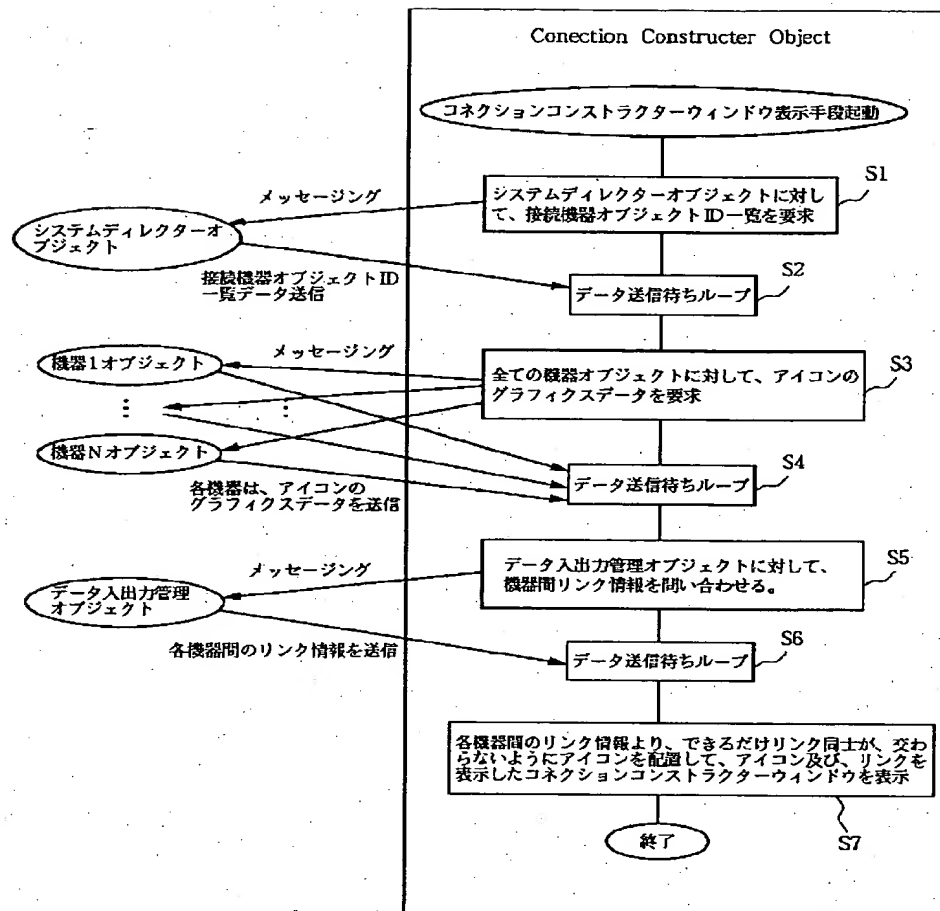 Conection Constructer Object
コネクションコンストラクターウィンドウ表示手段起動
S1
メッセージング
システムディレクターオブジェクトに対し
て、接続機器オブジェクトID一覧を要求
システムディレクターオ
ブジェクト
接続機器オブジェクトID
一覧データ送信
S2
データ送信待ちループ
メッセージング
機器1オブジェクト
S3
全ての機器オブジェクトに対して、アイコンの
グラフィクスデータを要求
機器Nオブジェクト
S4
データ送信待ちループ
各機器は、アイコンの
グラフィクスデータを送信
S5
メッセージング
データ入出力管理オブジェクトに対して、
機器間リンク情報を問い合わせる。
データ入出力管理
オブジェクト
S6
各機器間のリンク情報を送信
データ送信待ちループ
各機器間のリンク情報より、できるだけリンク同士が、交わ
らないようにアイコンを配置して、アイコン及び、リンクを
表示したコネクションコンストラクターウィンドウを表示
S7
終了